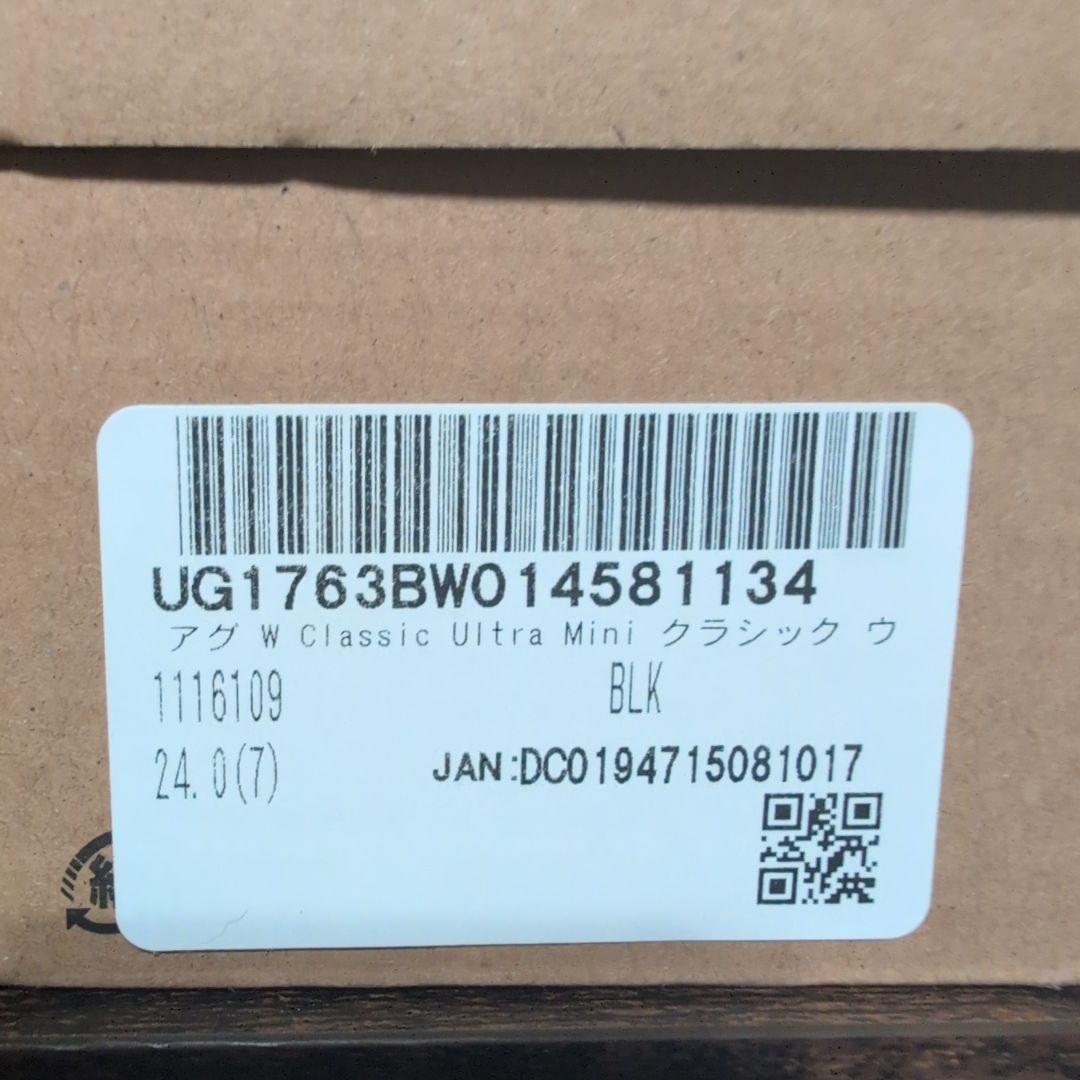 UG1763BW014581134
アグ W Classic Ultra Mini クラシック ウ
1116109 BLK
24.0(7) JAN:DC0194715081017
紙